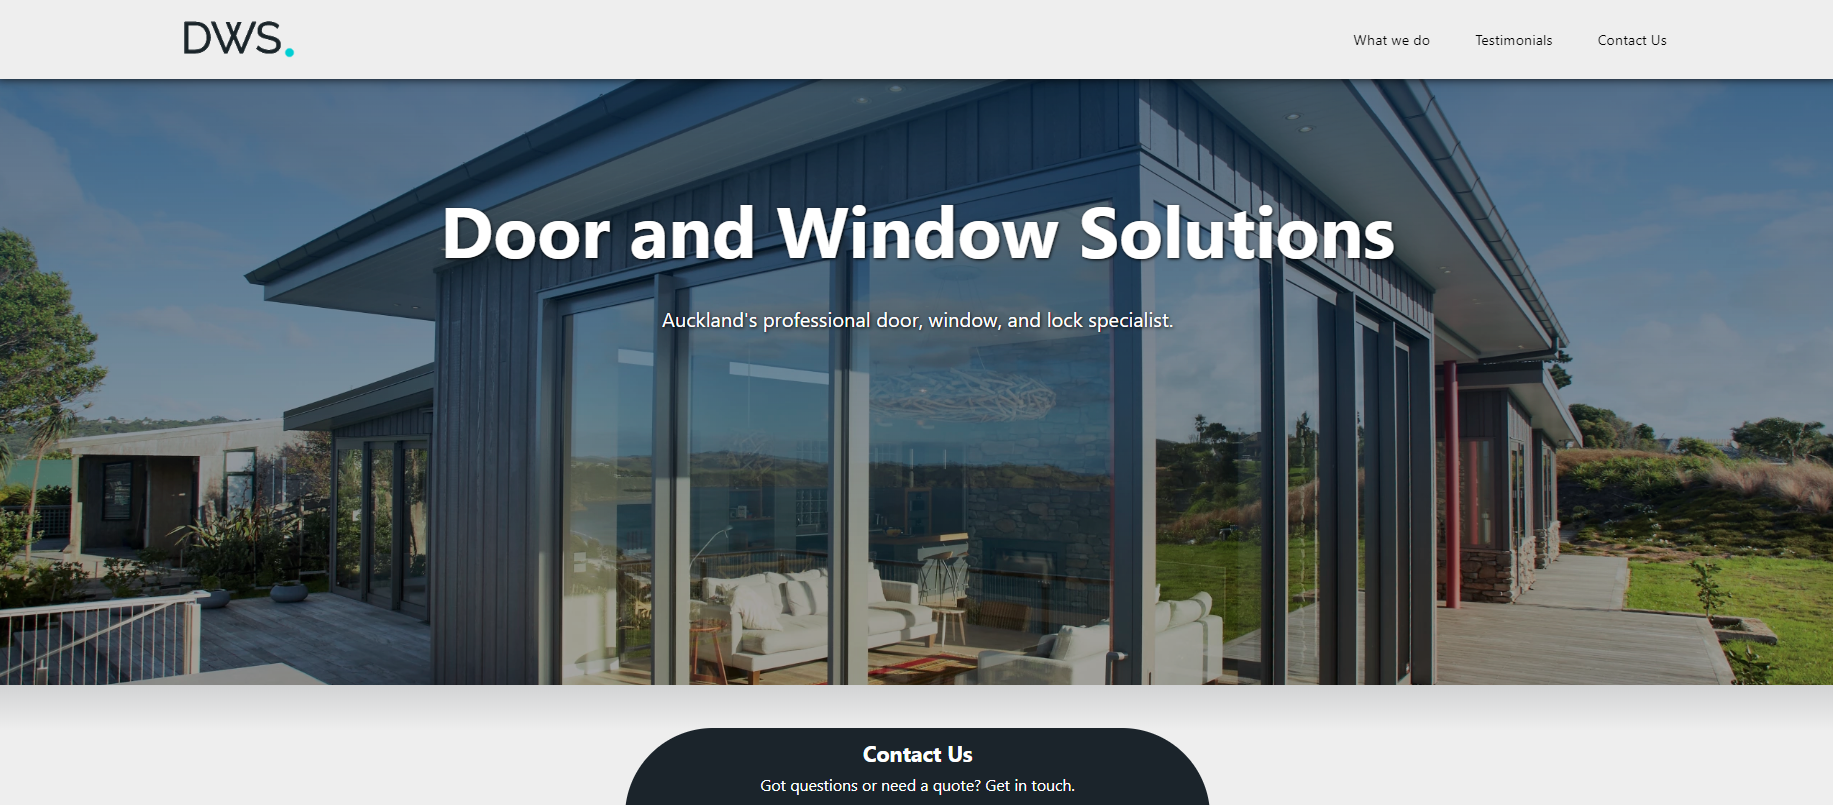 DWS.
What we do
Testimonials
Contact Us
Door and Window Solutions
Auckland's professional door, window, and lock specialist.
Contact Us
Got questions or need a quote? Get in touch.